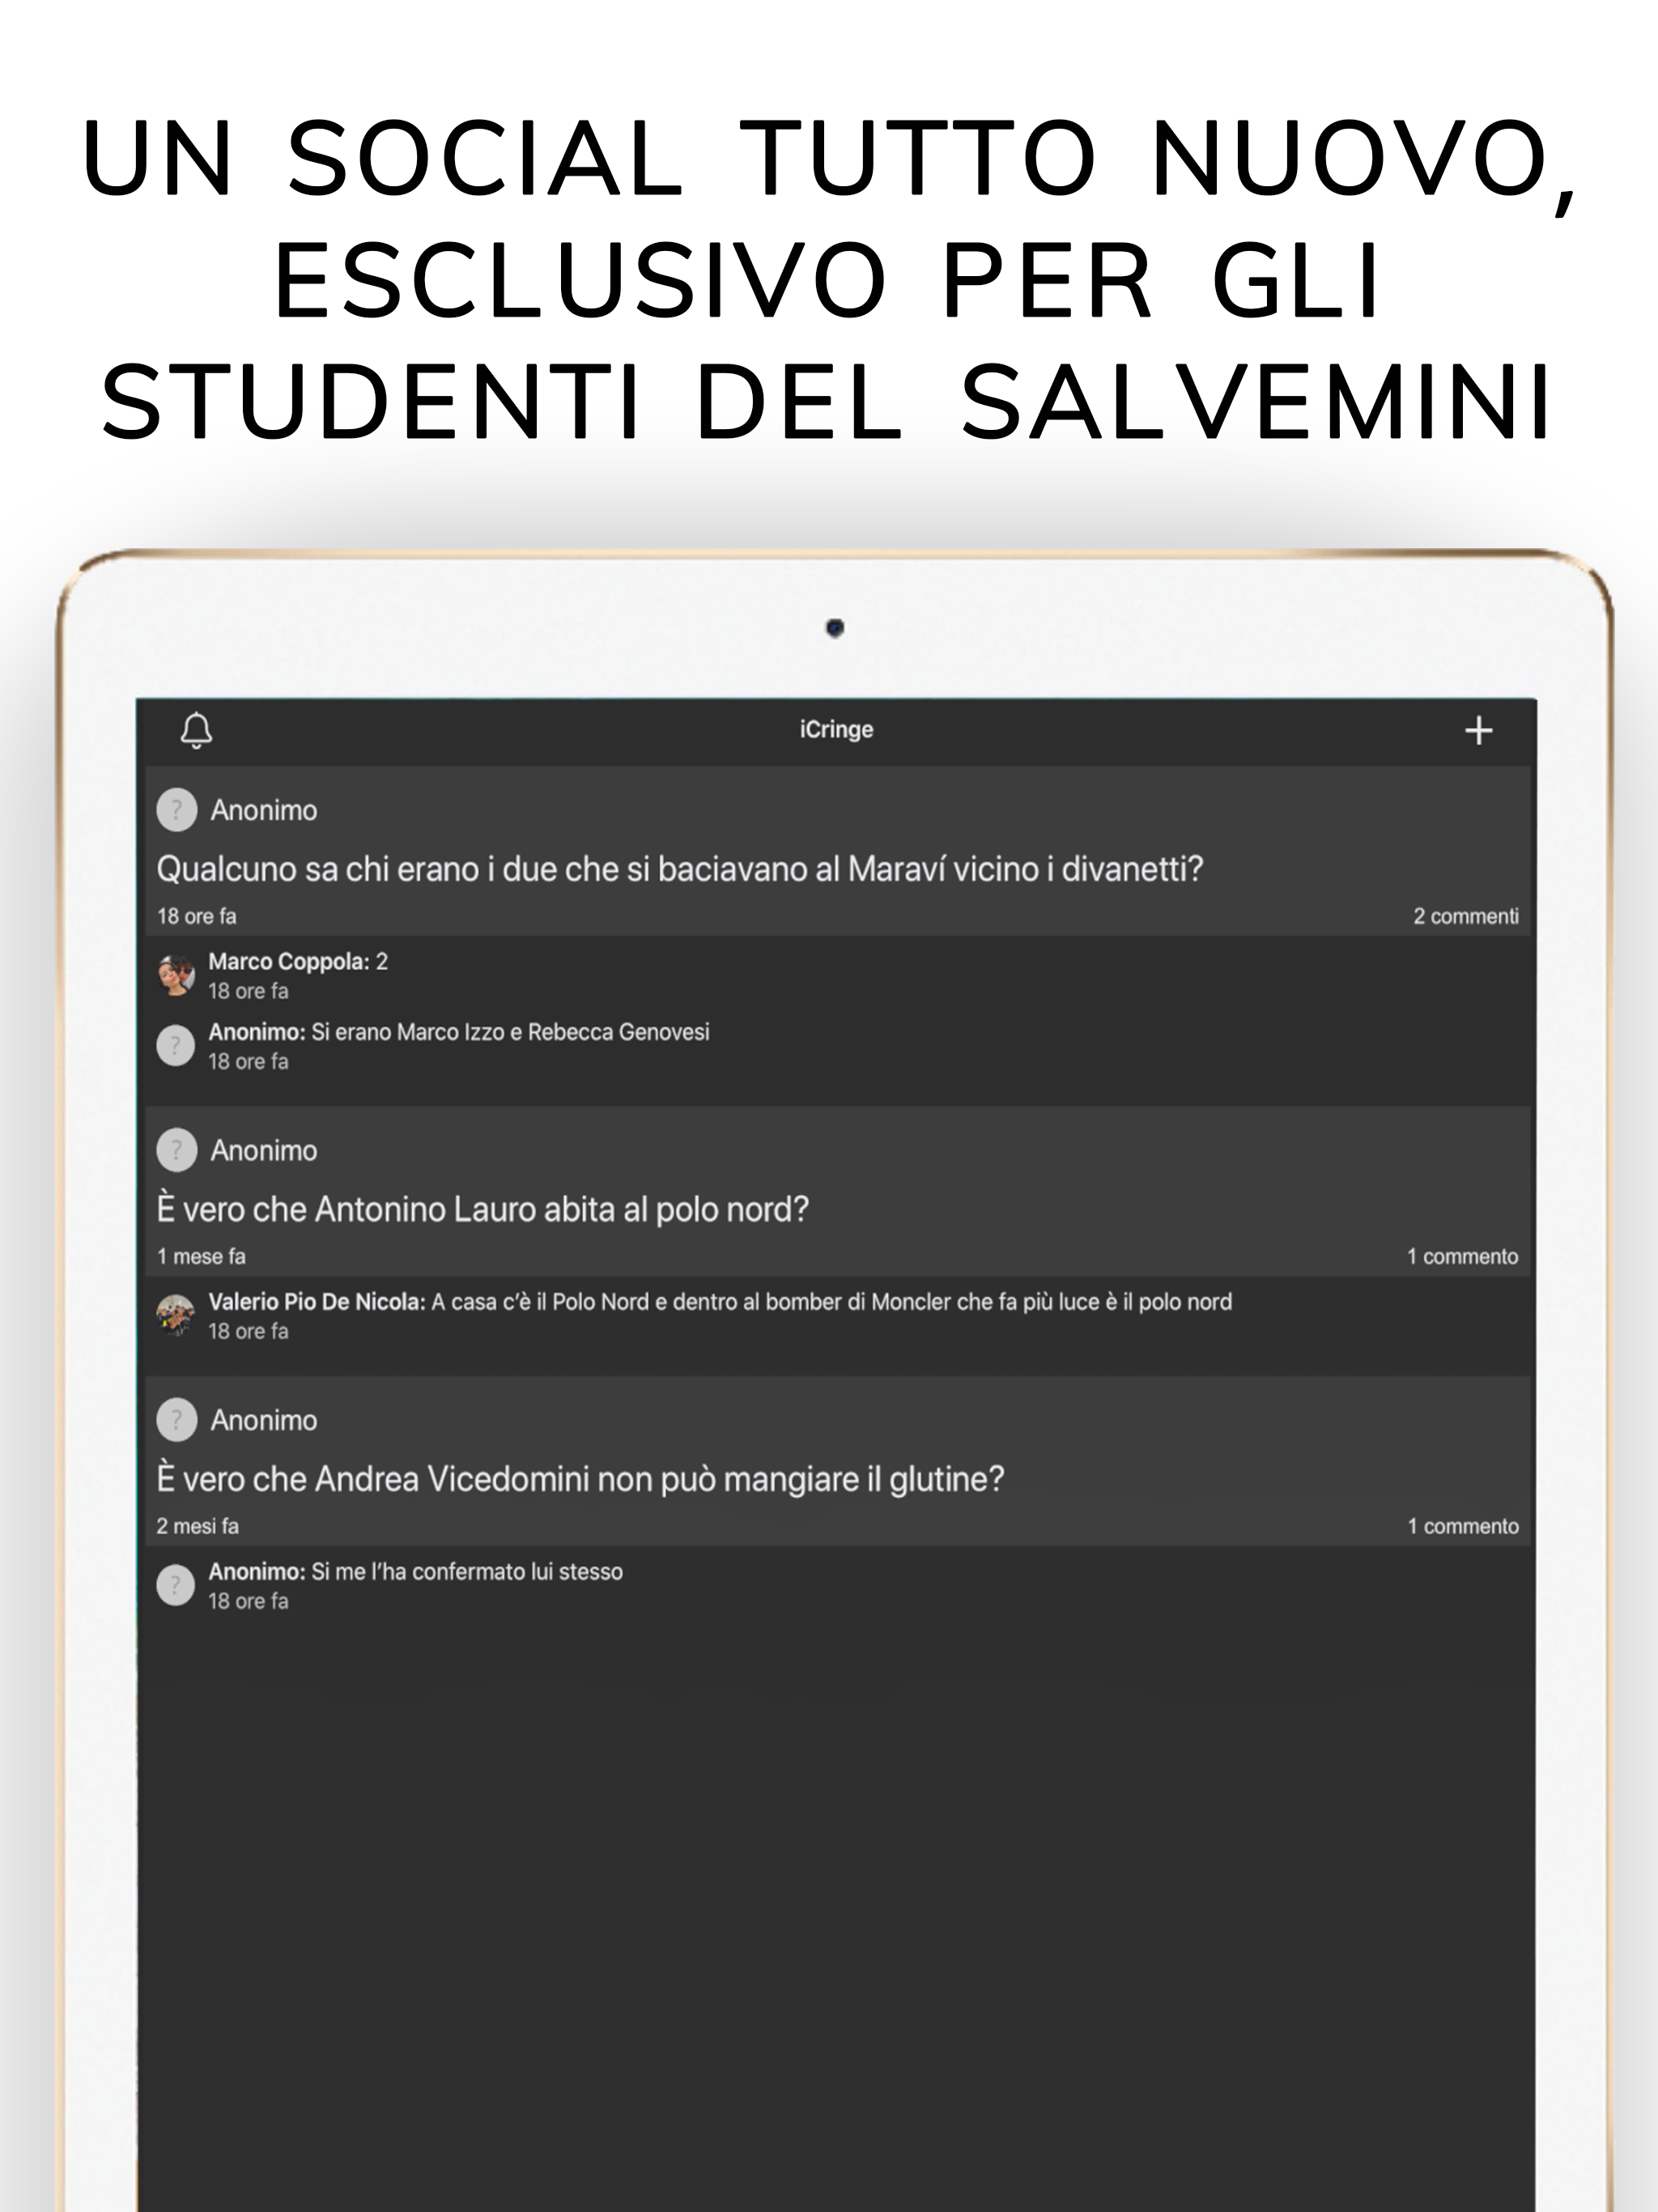 UN SOCIAL TUTTO NUOVO,
ESCLUSIVO PER GLI
STUDENTI DEL SALVEMINI
iCringe
? Anonimo
Qualcuno sa chi erano i due che si baciavano al Maraví vicino i divanetti?
18 ore fa 2 commenti
Marco Coppola: 2
18 ore fa
? Anonimo: Si erano Marco Izzo e Rebecca Genovesi
18 ore fa
? Anonimo
È vero che Antonino Lauro abita al polo nord?
1 mese fa 1 commento
Valerio Pio De Nicola: A casa c'è il Polo Nord e dentro al bomber di Moncler che fa più luce è il polo nord
18 ore fa
? Anonimo
È vero che Andrea Vicedomini non può mangiare il glutine?
2 mesi fa 1 commento
? Anonimo: Si me l'ha confermato lui stesso
18 ore fa